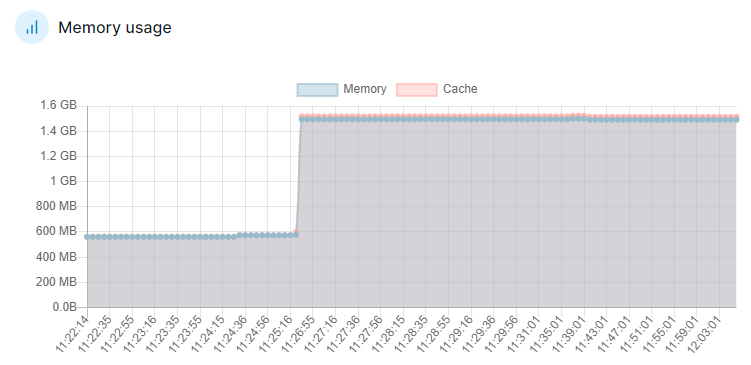 Memory usage
Memory Cache
1.6 GB
1.4 GB
1.2 GB
1 GB
800 MB
600 MB
400 MB
200 MB
0.0B
11:22:14 11:22:35 11:22:55 11:23:16 11:23:35 11:23:55 11:24:15 11:24:36 11:24:56 11:25:16 11:26:55 11:27:16 11:27:36 11:27:56 11:28:15 11:28:35 11:28:55 11:29:16 11:29:36 11:29:56 11:31:01 11:35:01 11:39:01 11:43:01 11:47:01 11:51:01 11:55:01 11:59:01 12:03:01